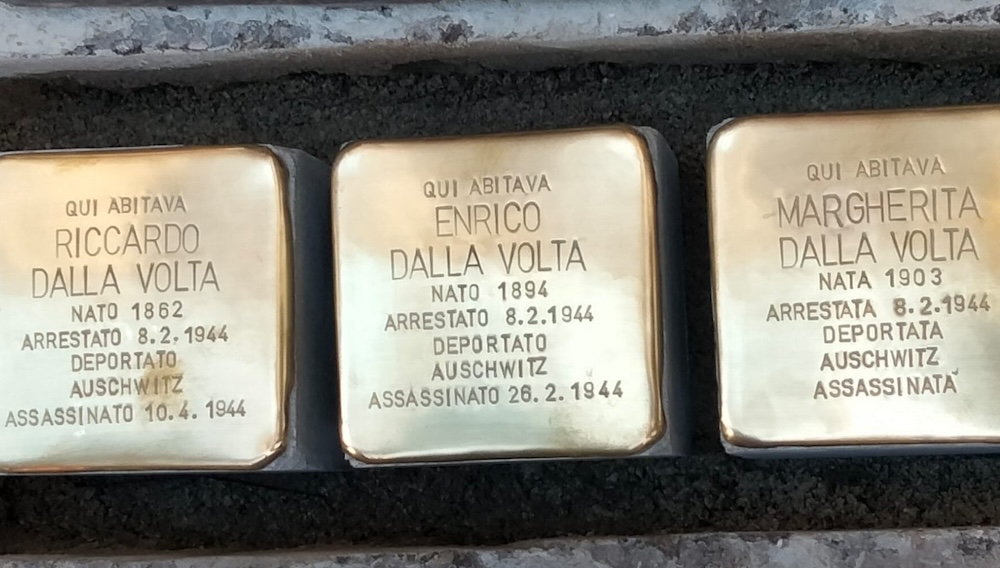 QUI ABITAVA
RICCARDO
DALLA VOLTA
NATO 1862
ARRESTATO 8.2.1944
DEPORTATO
AUSCHWITZ
ASSASSINATO 10.4.1944
QUI ABITAVA
ENRICO
DALLA VOLTA
NATO 1894
ARRESTATO 8.2.1944
DEPORTATO
AUSCHWITZ
ASSASSINATO 26.2.1944
QUI ABITAVA
MARGHERITA
DALLA VOLTA
NATA 1903
ARRESTATA 8.2.1944
DEPORTATA
AUSCHWITZ
ASSASSINATA